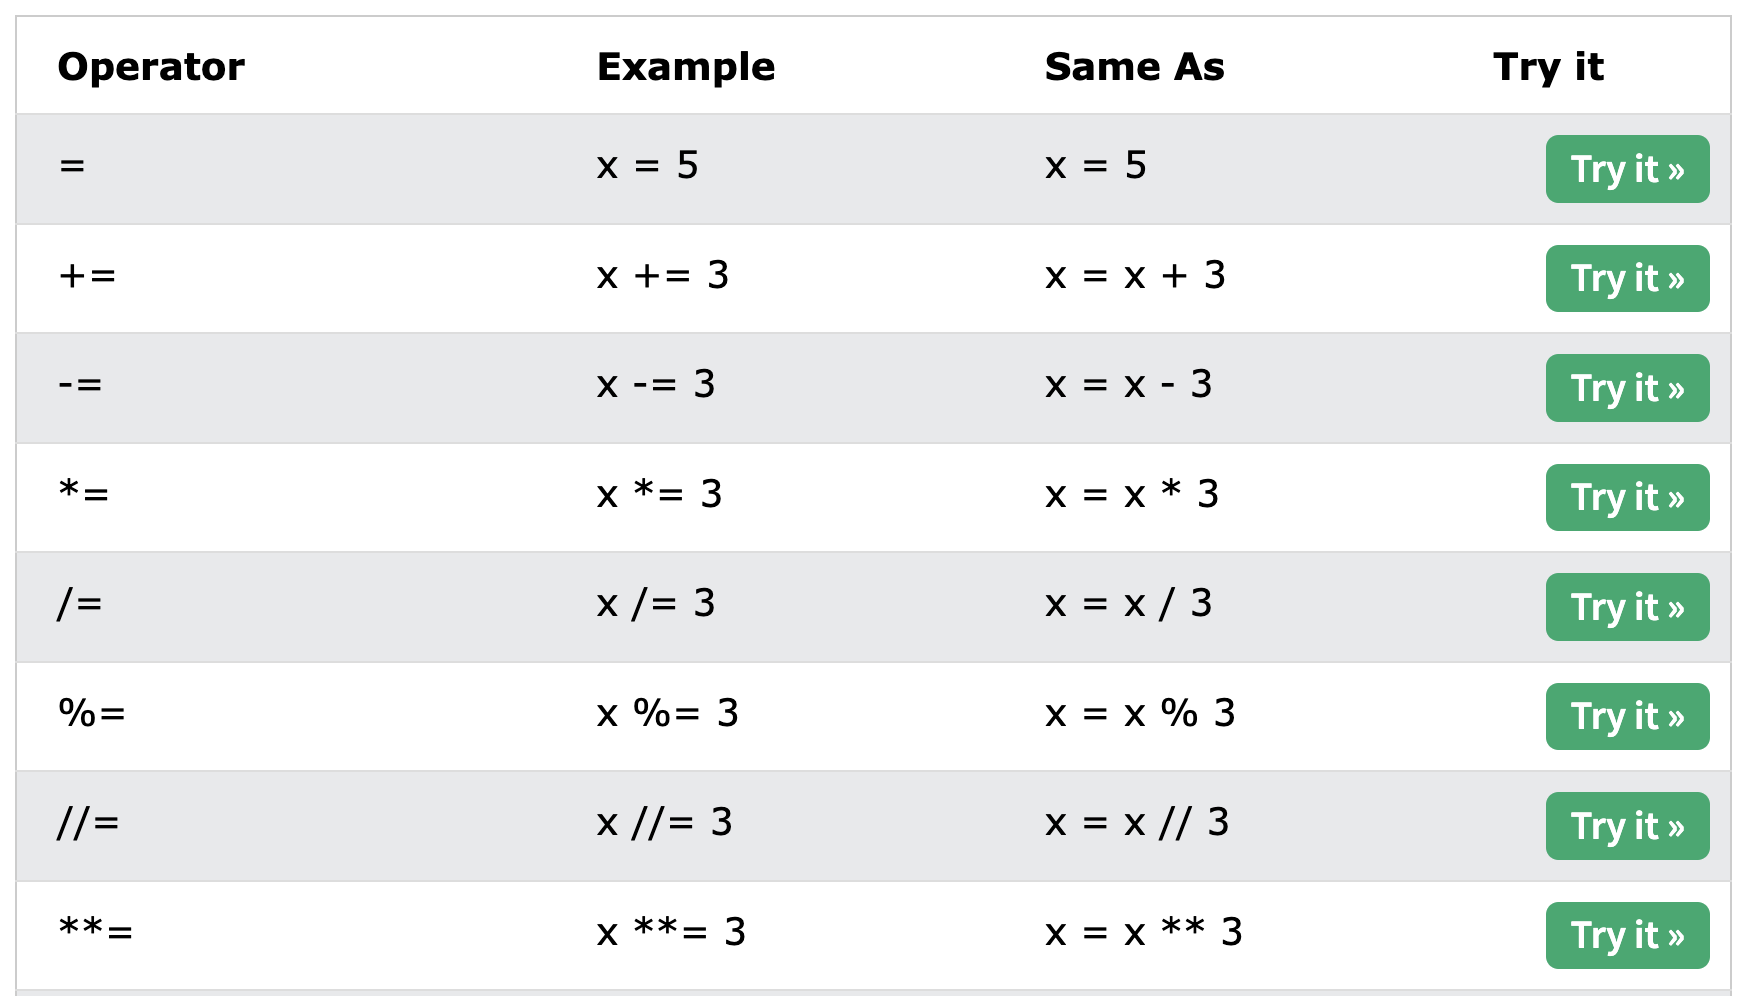 Operator Example Same As Try it
= x = 5 x = 5 Try it »
+= x += 3 x = x + 3 Try it »
-= x -= 3 x = x - 3 Try it »
*= x *= 3 x = x * 3 Try it »
/= x /= 3 x = x / 3 Try it »
%= x %= 3 x = x % 3 Try it »
//= x //= 3 x = x // 3 Try it »
**= x **= 3 x = x ** 3 Try it »